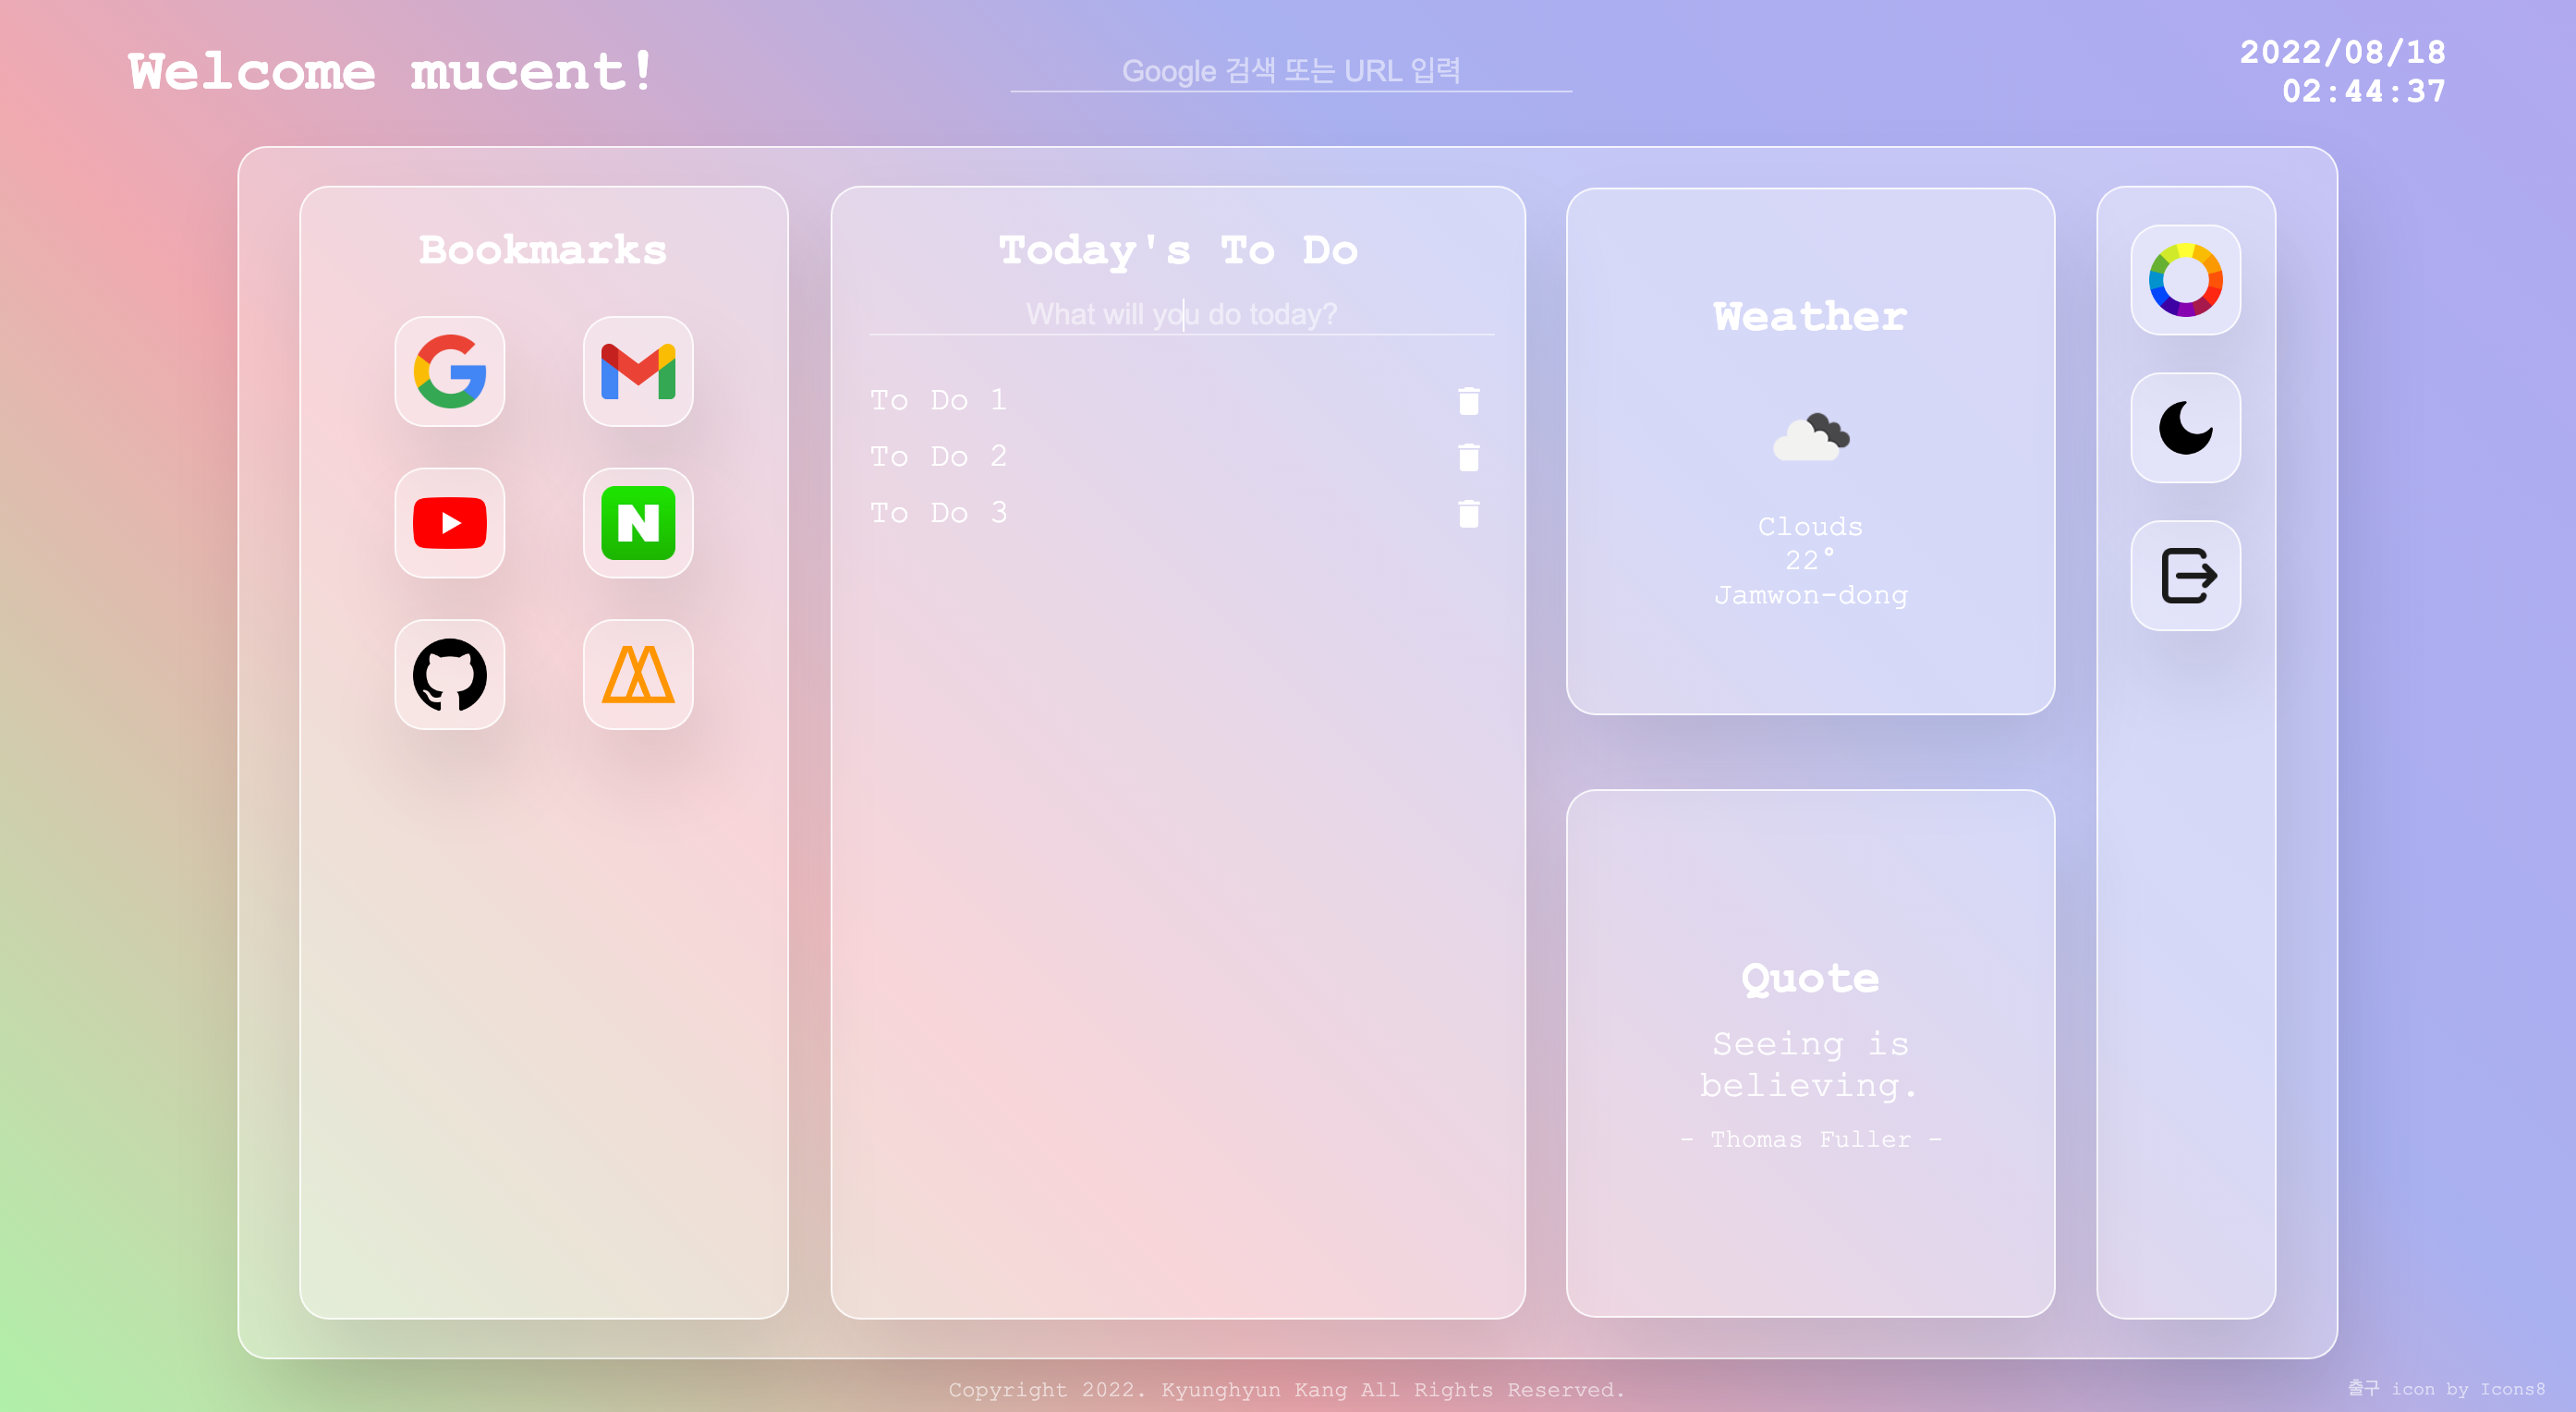 Welcome mucent!
Google 검색 또는 URL 입력
2022/08/18
02:44:37
Bookmarks
Today's To Do
What will you do today?
To Do 1
To Do 2
To Do 3
Weather
Clouds
22°
Jamwon-dong
Quote
Seeing is
believing.
- Thomas Fuller -
Copyright 2022. Kyunghyun Kang All Rights Reserved.
출구 icon by Icons8